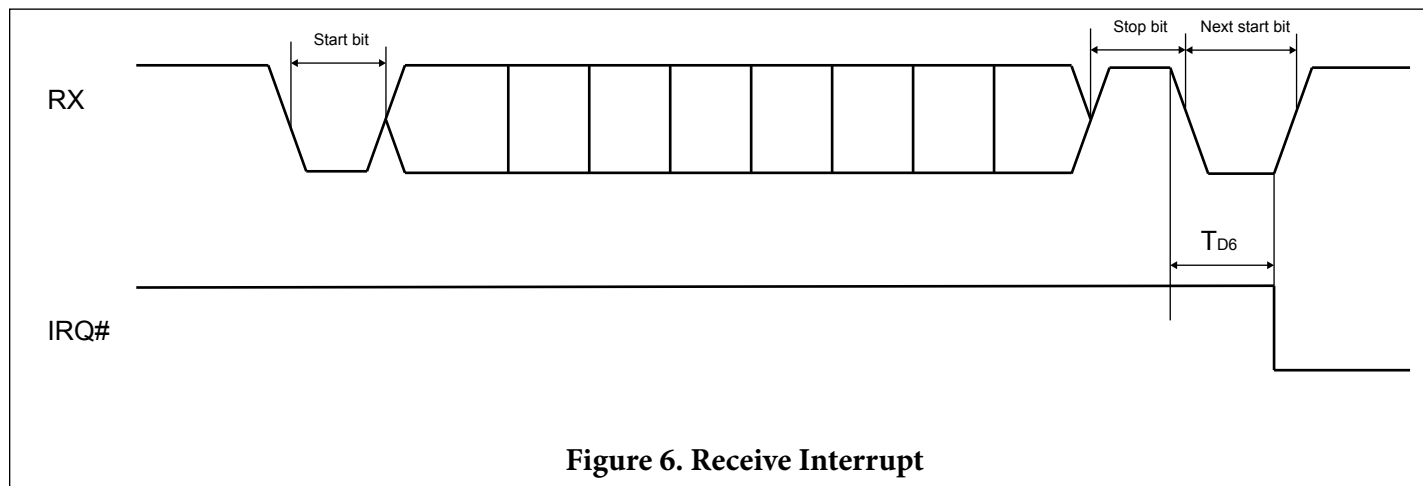 Start bit
Stop bit
Next start bit
RX
TD6
IRQ#
Figure 6. Receive Interrupt